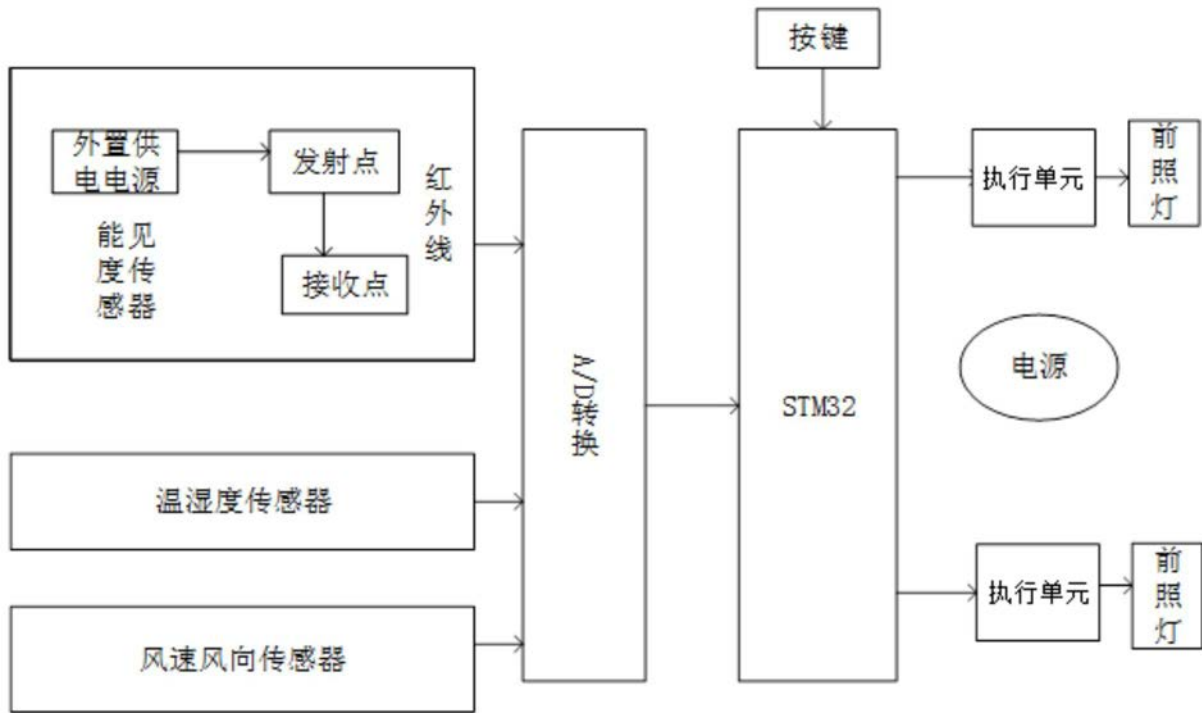 按键
外置供
电电源
发射点
红
外
线
能见
度传
感器
接收点
A/D转换
STM32
执行单元
前
照
灯
电源
温湿度传感器
风速风向传感器
执行单元
前
照
灯